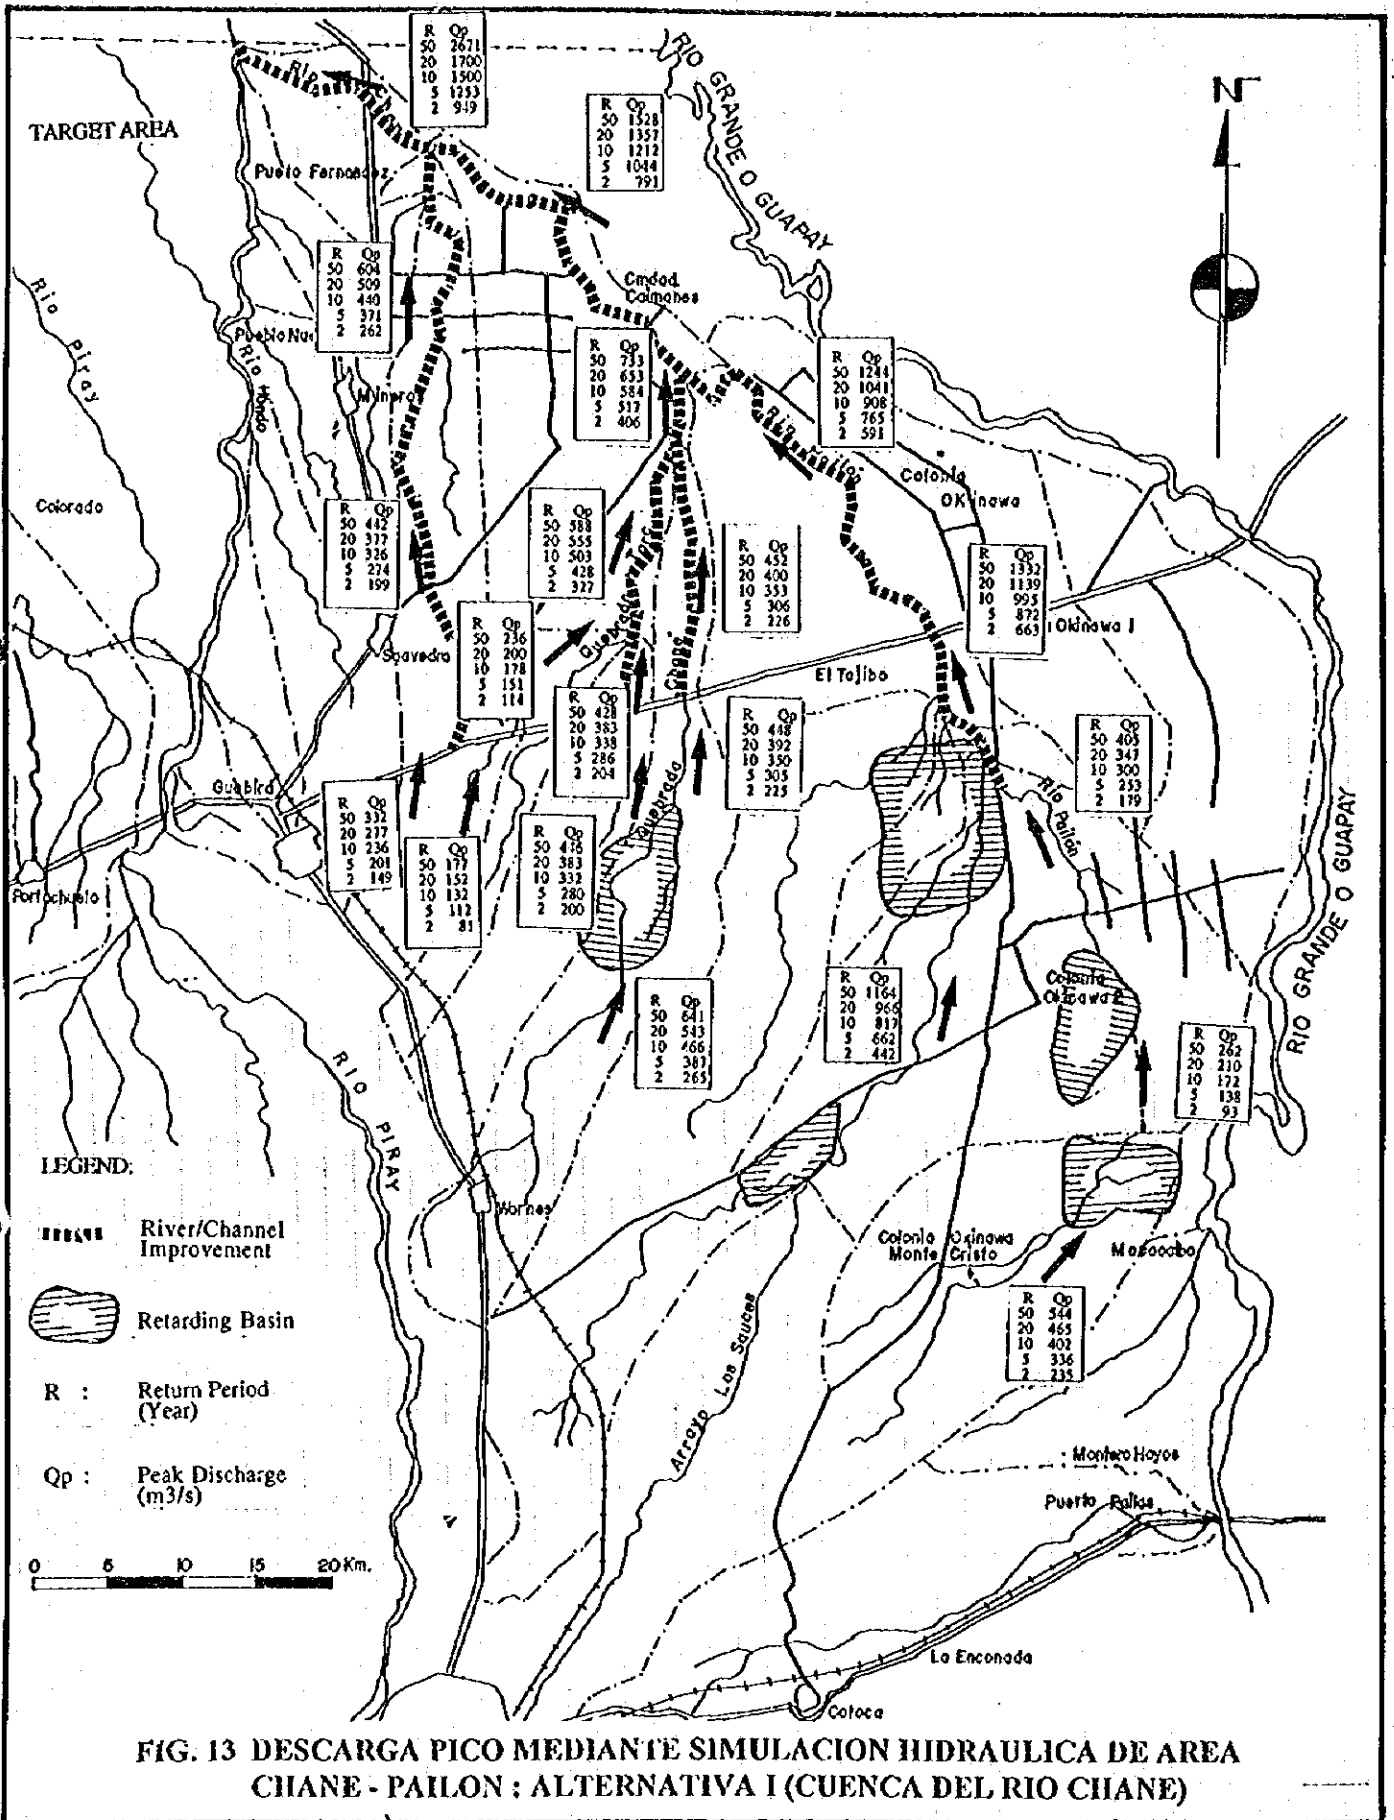 R Qp
50 2671
20 1700
10 1500
5 1253
2 949
R Qp
50 1528
20 1357
10 1212
5 1044
2 791
RIO GRANDE O GUAPAY
N
TARGET AREA
Rio
Puerto Fernandez
R Qp
50 604
20 509
10 440
5 371
2 262
Rio Piray
Rio Hondo
Ciudad
Colmanes
R Qp
50 733
20 653
10 584
5 517
2 406
R Qp
50 1244
20 1041
10 908
5 765
2 591
Rio Pailon
Colonia
OKinawa
Colorado
R Qp
50 442
20 377
10 326
5 274
2 199
R Qp
50 588
20 555
10 503
5 428
2 327
R Qp
50 452
20 400
10 353
5 306
2 226
R Qp
50 1332
20 1139
10 995
5 872
2 663
Okinawa I
Saavedra
R Qp
50 236
20 200
10 178
5 151
2 114
Quebrada
El Tajibo
R Qp
50 428
20 383
10 338
5 286
2 204
R Qp
50 448
20 392
10 350
5 305
2 225
R Qp
50 405
20 343
10 300
5 253
2 179
Guabira
Quebrada
Rio Pailon
R Qp
50 332
20 277
10 236
5 201
2 149
R Qp
50 177
20 152
10 132
5 112
2 81
R Qp
50 436
20 383
10 332
5 280
2 200
Portachuelo
RIO GRANDE O GUAPAY
R Qp
50 641
20 543
10 466
5 387
2 265
R Qp
50 1164
20 966
10 817
5 662
2 442
Colonia
Okinawa 2
R Qp
50 262
20 210
10 172
5 138
2 93
RIO PIRAY
LEGEND:
River/Channel
Improvement
Retarding Basin
R : Return Period
(Year)
Qp : Peak Discharge
(m3/s)
0 5 10 15 20 Km.
Warnes
Colonia Okinawa
Monte Cristo
R Qp
50 544
20 465
10 402
5 336
2 235
Arroyo Los Sauces
Montero Hoyos
Puerto Pailas
La Enconada
Cotoca
FIG. 13 DESCARGA PICO MEDIANTE SIMULACION HIDRAULICA DE AREA
CHANE - PAILON : ALTERNATIVA I (CUENCA DEL RIO CHANE)